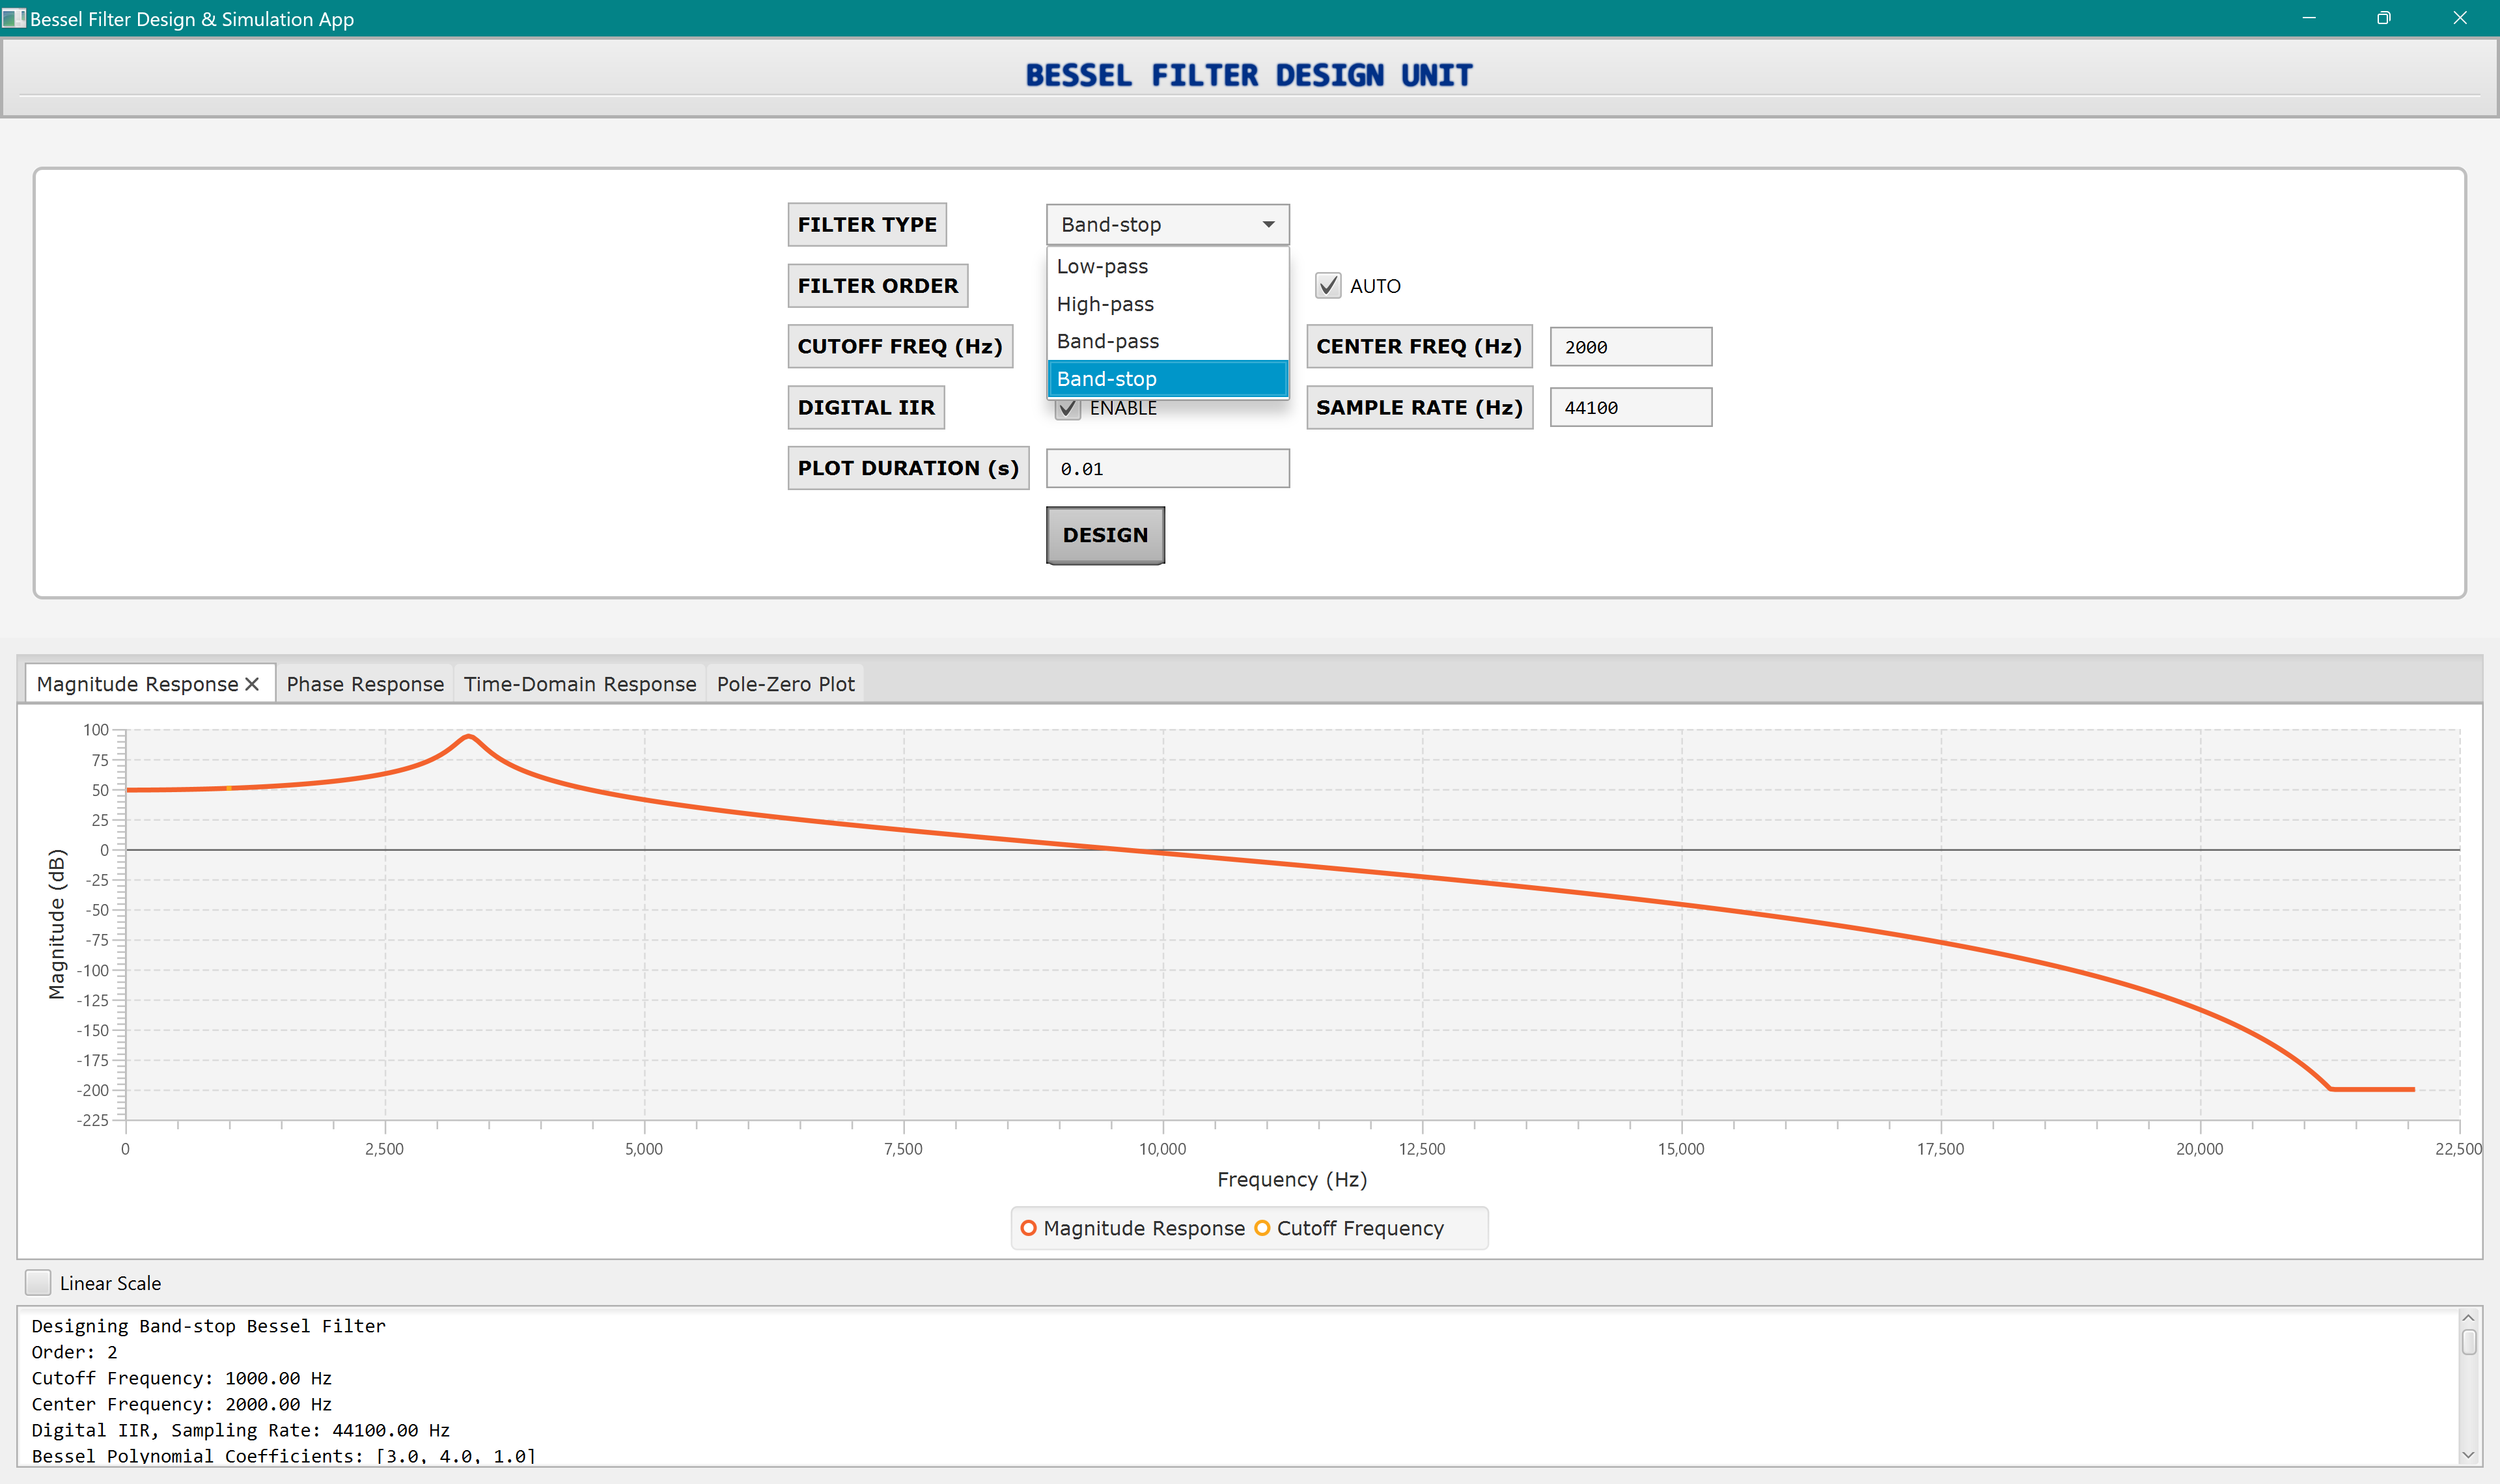 Bessel Filter Design & Simulation App
BESSEL FILTER DESIGN UNIT
FILTER TYPE
Band-stop
Low-pass
High-pass
Band-pass
Band-stop
FILTER ORDER
AUTO
CUTOFF FREQ (Hz)
CENTER FREQ (Hz)
2000
DIGITAL IIR
ENABLE
SAMPLE RATE (Hz)
44100
PLOT DURATION (s)
0.01
DESIGN
Magnitude Response
Phase Response
Time-Domain Response
Pole-Zero Plot
Magnitude (dB)
100
75
50
25
0
-25
-50
-75
-100
-125
-150
-175
-200
-225
0
2,500
5,000
7,500
10,000
12,500
15,000
17,500
20,000
22,500
Frequency (Hz)
Magnitude Response
Cutoff Frequency
Linear Scale
Designing Band-stop Bessel Filter
Order: 2
Cutoff Frequency: 1000.00 Hz
Center Frequency: 2000.00 Hz
Digital IIR, Sampling Rate: 44100.00 Hz
Bessel Polynomial Coefficients: [3.0, 4.0, 1.0]